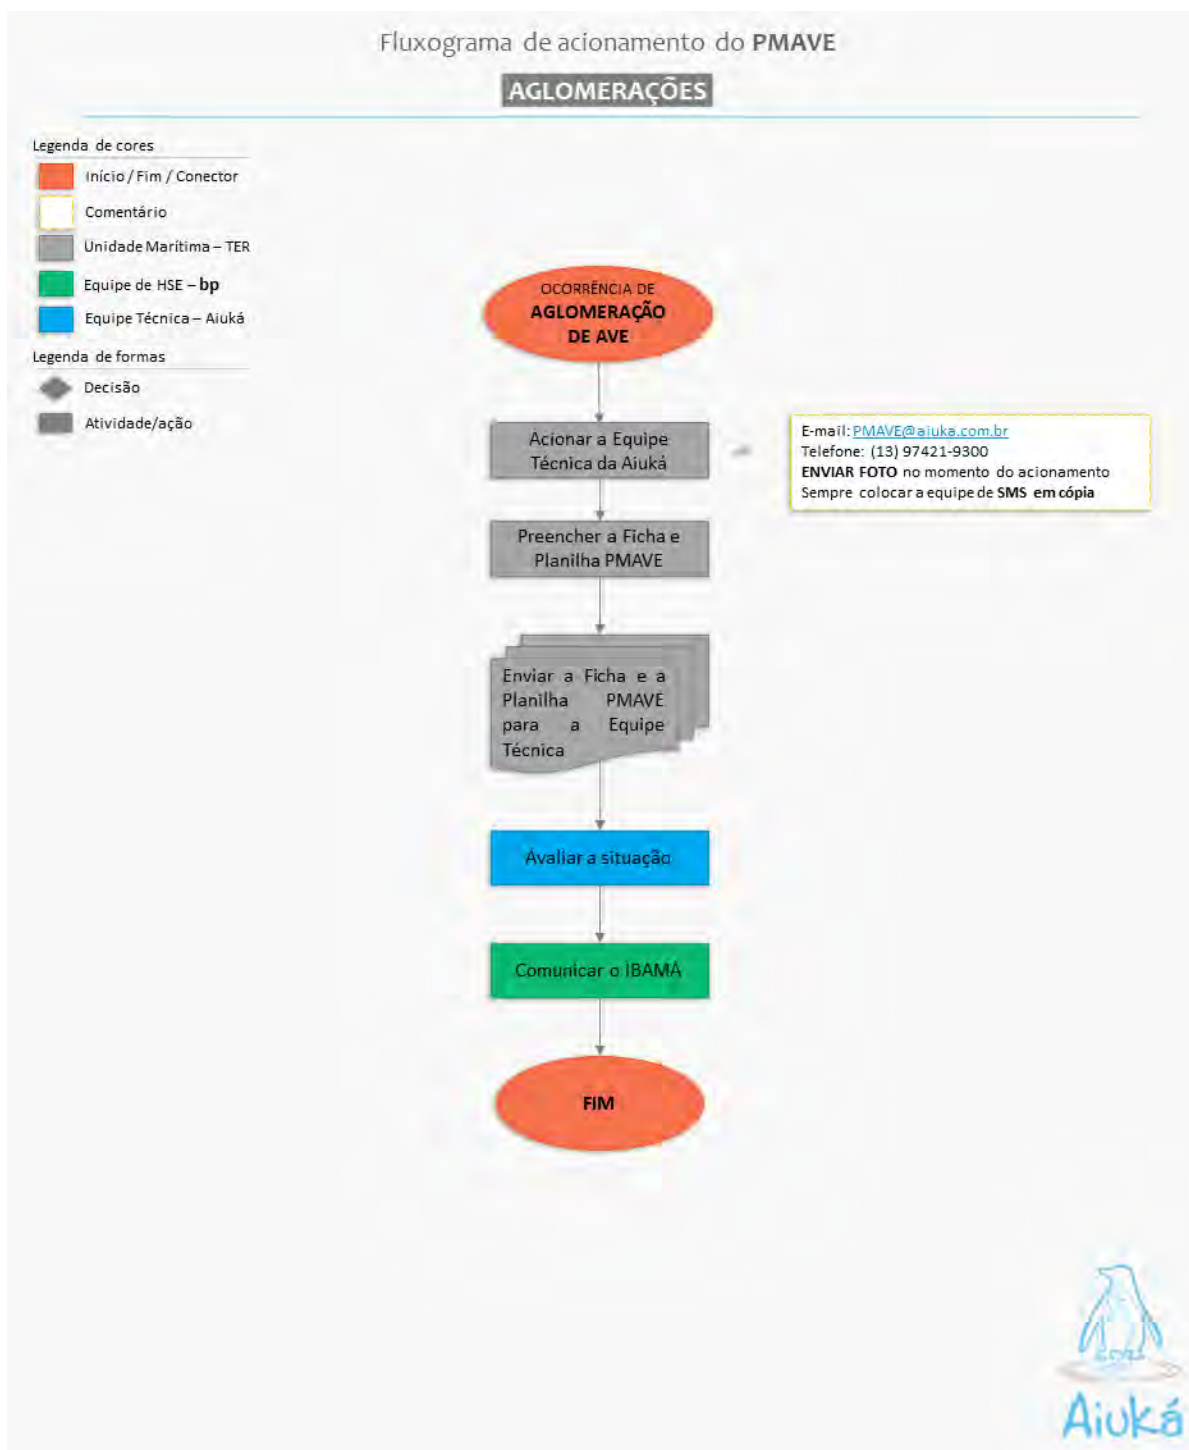 Fluxograma de acionamento do PMAVE
AGLOMERAÇÕES
Legenda de cores
Início / Fim / Conector
Comentário
Unidade Marítima – TER
Equipe de HSE – bp
Equipe Técnica – Aiuká
Legenda de formas
Decisão
Atividade/ação
OCORRÊNCIA DE
AGLOMERAÇÃO
DE AVE
Acionar a Equipe
Técnica da Aiuká
E-mail: PMAVE@aiuka.com.br
Telefone: (13) 97421-9300
ENVIAR FOTO no momento do acionamento
Sempre colocar a equipe de SMS em cópia
Preencher a Ficha e
Planilha PMAVE
Enviar a Ficha e a
Planilha PMAVE
para a Equipe
Técnica
Avaliar a situação
Comunicar o IBAMA
FIM
Aiuká